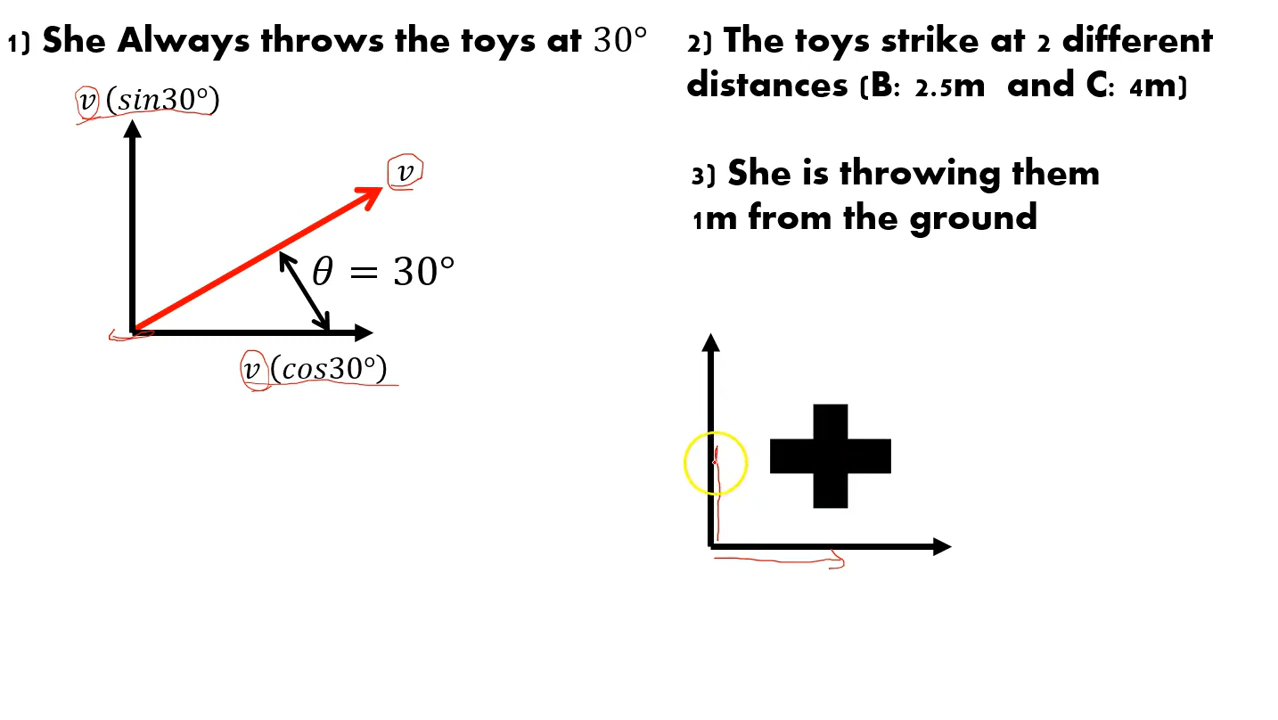 1) She Always throws the toys at 30°
v(sin30°)
v
θ = 30°
v(cos30°)
2) The toys strike at 2 different
distances (B: 2.5m and C: 4m)
3) She is throwing them
1m from the ground